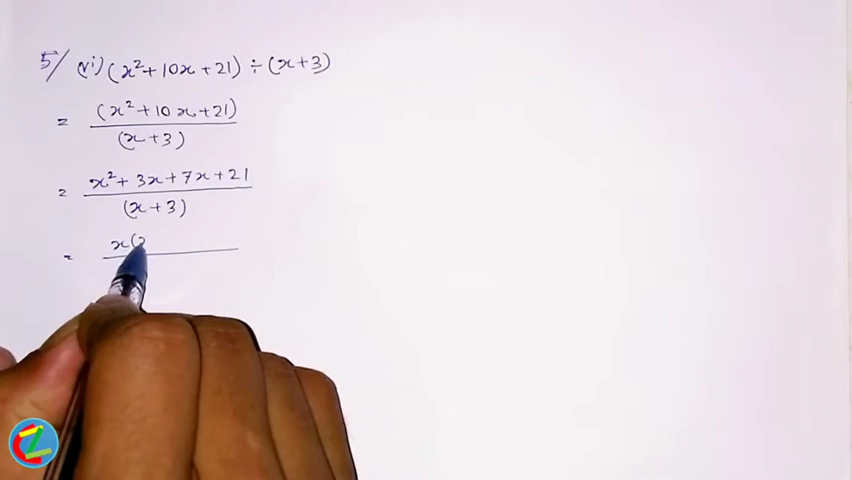 5/ (vi) (x²+10x+21) ÷ (x+3)
= (x²+10x+21)
(x+3)
= x²+3x+7x+21
(x+3)
= x(